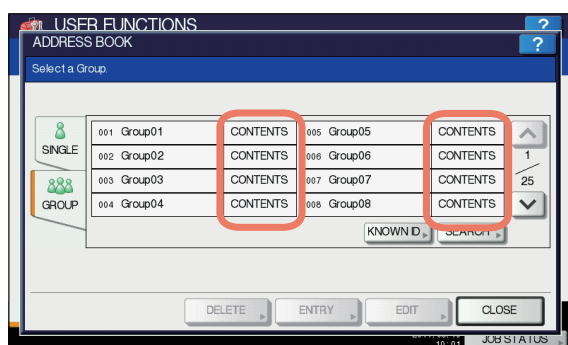 USER FUNCTIONS ?
ADDRESS BOOK ?
Select a Group.
SINGLE
GROUP
001 Group01 CONTENTS 005 Group05 CONTENTS
002 Group02 CONTENTS 006 Group06 CONTENTS
003 Group03 CONTENTS 007 Group07 CONTENTS
004 Group04 CONTENTS 008 Group08 CONTENTS
1
25
KNOWN ID SEARCH
DELETE ENTRY EDIT CLOSE
10:01 JOB STATUS